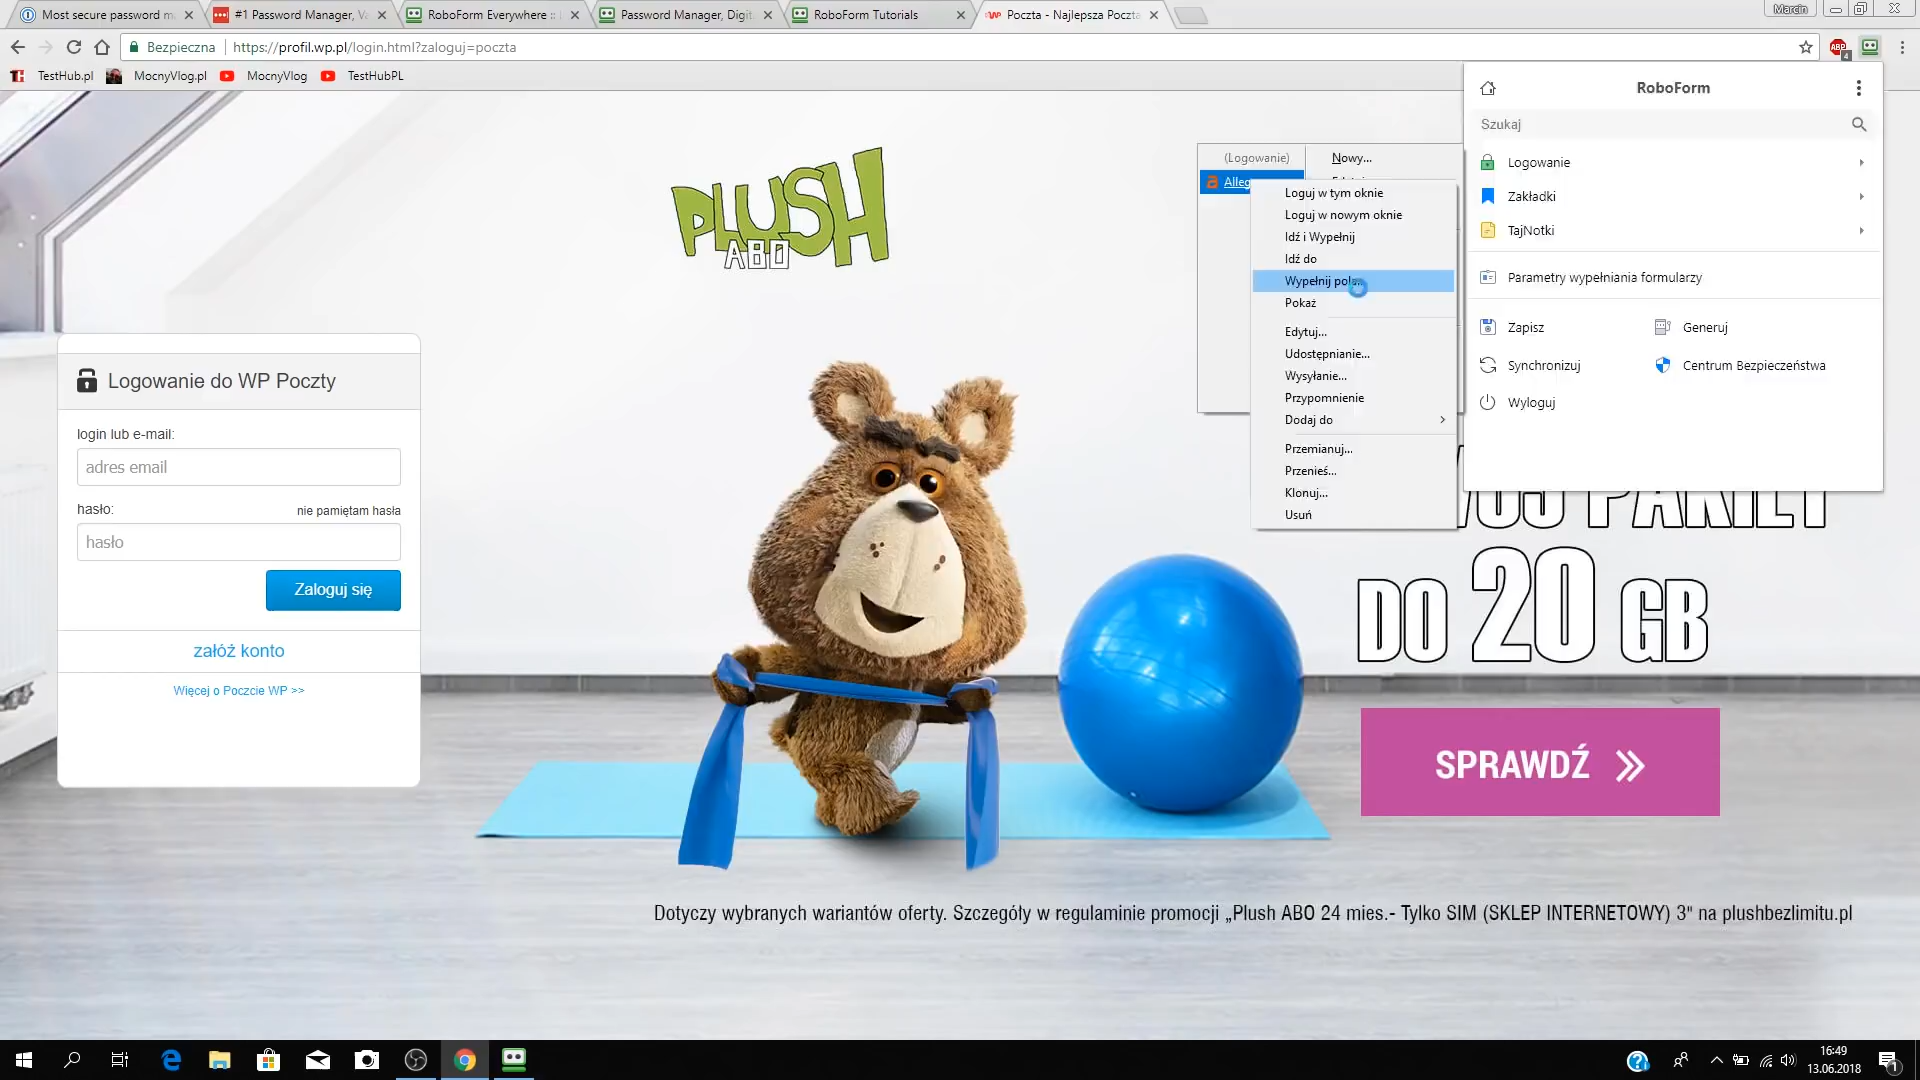 Most secure password m
#1 Password Manager, Va
RoboForm Everywhere ::
Password Manager, Digit
RoboForm Tutorials
Poczta - Najlepsza Poczta
Marcin
Bezpieczna
https://profil.wp.pl/login.html?zaloguj=poczta
ABP
4
TestHub.pl
MocnyVlog.pl
MocnyVlog
TestHubPL
RoboForm
Szukaj
Logowanie
Zakładki
TajNotki
Parametry wypełniania formularzy
Zapisz
Generuj
Synchronizuj
Centrum Bezpieczeństwa
Wyloguj
(Logowanie)
Nowy...
Loguj w tym oknie
Loguj w nowym oknie
Idź i Wypełnij
Idź do
Wypełnij
Pokaż
Edytuj...
Udostępnianie...
Wysyłanie...
Przypomnienie
Dodaj do
Przemianuj...
Przenieś...
Klonuj...
Usuń
PLUSH
ABO
Logowanie do WP Poczty
login lub e-mail:
adres email
hasło:
nie pamiętam hasła
hasło
Zaloguj się
załóż konto
Więcej o Poczcie WP >>
PAKIET
DO 20 GB
SPRAWDŹ
Dotyczy wybranych wariantów oferty. Szczegóły w regulaminie promocji „Plush ABO 24 mies.- Tylko SIM (SKLEP INTERNETOWY) 3" na plushbezlimitu.pl
16:49
13.06.2018
1